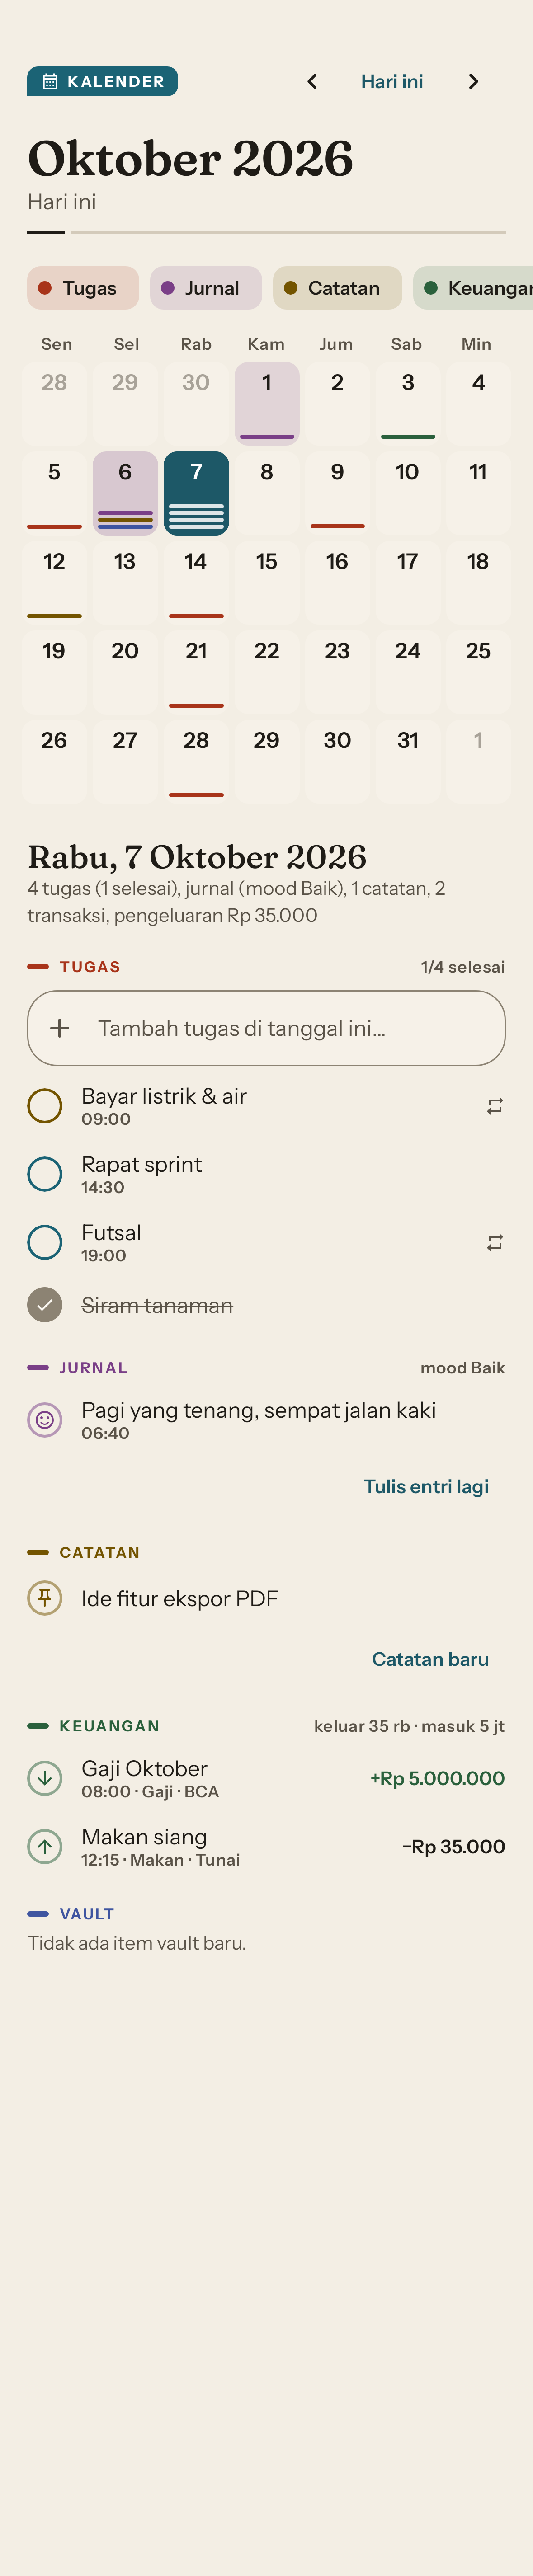 KALENDER
Hari ini
Oktober 2026
Hari ini
Tugas Jurnal Catatan Keuangan
Sen Sel Rab Kam Jum Sab Min
28 29 30 1 2 3 4
5 6 7 8 9 10 11
12 13 14 15 16 17 18
19 20 21 22 23 24 25
26 27 28 29 30 31 1
Rabu, 7 Oktober 2026
4 tugas (1 selesai), jurnal (mood Baik), 1 catatan, 2
transaksi, pengeluaran Rp 35.000
TUGAS 1/4 selesai
Tambah tugas di tanggal ini...
Bayar listrik & air
09:00
Rapat sprint
14:30
Futsal
19:00
Siram tanaman
JURNAL mood Baik
Pagi yang tenang, sempat jalan kaki
06:40
Tulis entri lagi
CATATAN
Ide fitur ekspor PDF
Catatan baru
KEUANGAN keluar 35 rb · masuk 5 jt
Gaji Oktober +Rp 5.000.000
08:00 · Gaji · BCA
Makan siang −Rp 35.000
12:15 · Makan · Tunai
VAULT
Tidak ada item vault baru.